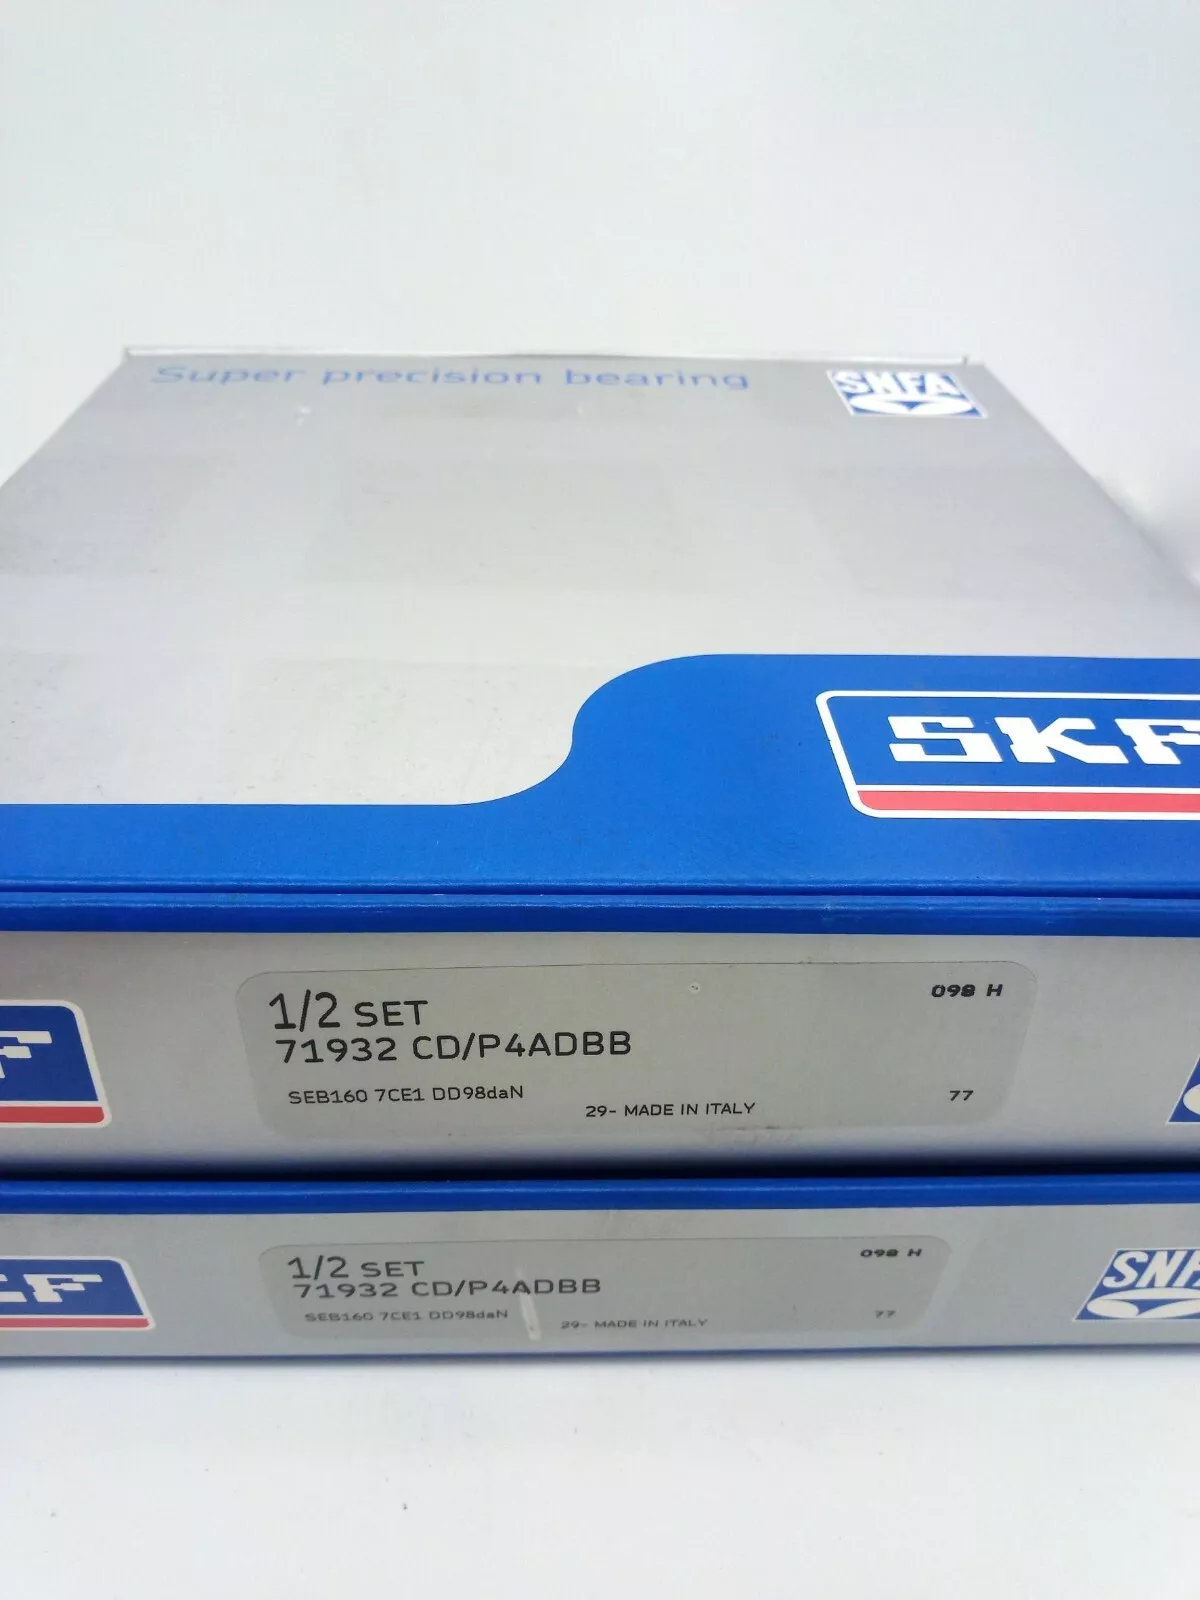 Super precision bearing
SNFA
SKF
1/2 SET
098 H
71932 CD/P4ADBB
SEB160 7CE1 DD98daN
77
29- MADE IN ITALY
1/2 SET
098 H
71932 CD/P4ADBB
SEB160 7CE1 DD98daN
77
29- MADE IN ITALY
SNFA